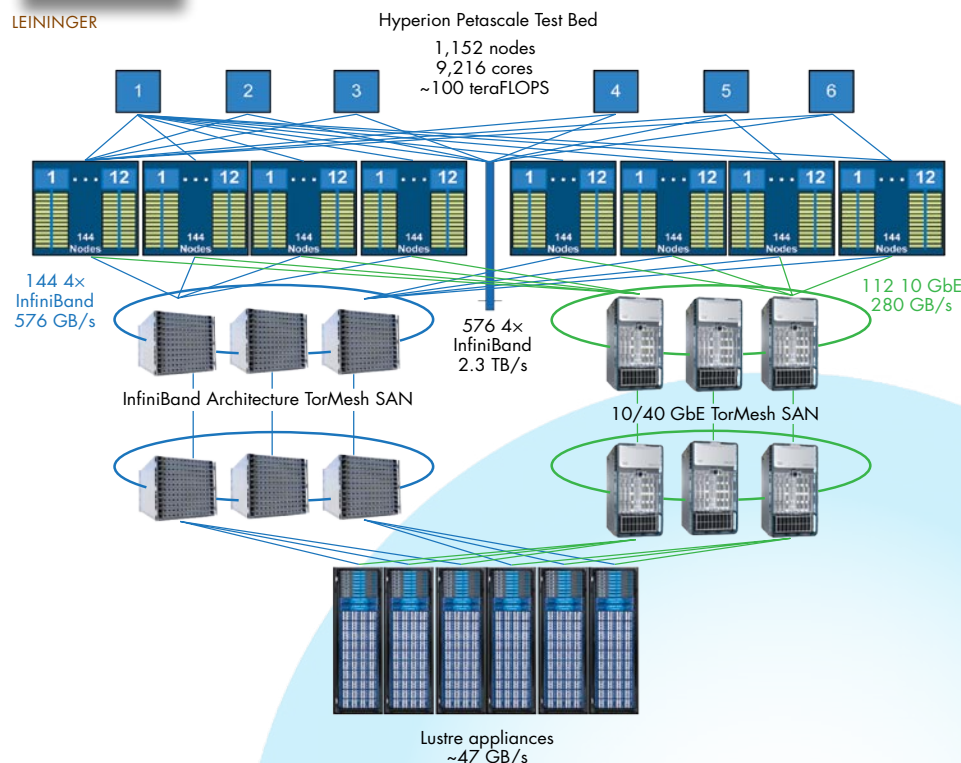 LEININGER
Hyperion Petascale Test Bed
1,152 nodes
9,216 cores
~100 teraFLOPS
1 2 3 4 5 6
1 ... 12 1 ... 12 1 ... 12 1 ... 12 1 ... 12 1 ... 12 1 ... 12 1 ... 12
144 144 144 144 144 144 144 144
Nodes Nodes Nodes Nodes Nodes Nodes Nodes Nodes
144 4×
InfiniBand
576 GB/s
576 4×
InfiniBand
2.3 TB/s
112 10 GbE
280 GB/s
InfiniBand Architecture TorMesh SAN
10/40 GbE TorMesh SAN
Lustre appliances
~47 GB/s